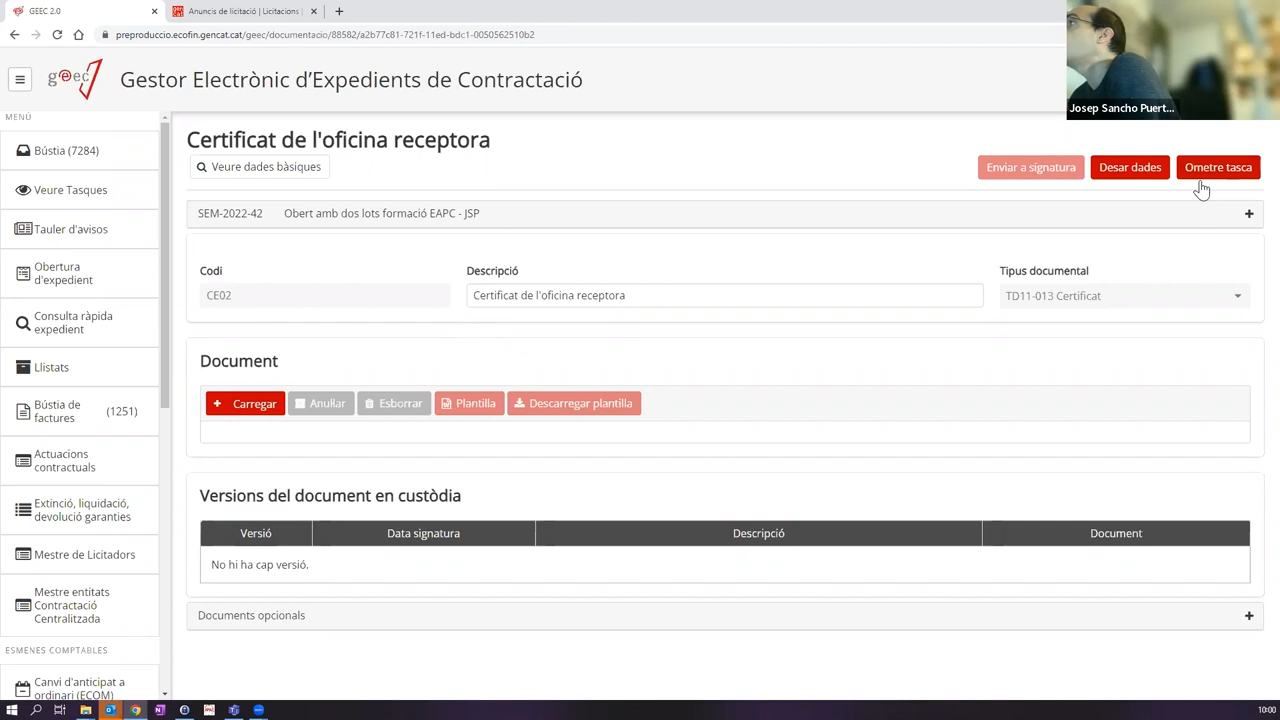 GEEC 2.0
Anuncis de licitació | Licitacions
preproduccio.ecofin.gencat.cat/geec/documentacio/88582/a2b77c81-721f-11ed-bdc1-0050562510b2
geec
Gestor Electrònic d'Expedients de Contractació
Josep Sancho Puert...
MENÚ
Bústia (7284)
Veure Tasques
Tauler d'avisos
Obertura
d'expedient
Consulta ràpida
expedient
Llistats
Bústia de
factures
(1251)
Actuacions
contractuals
Extinció, liquidació,
devolució garanties
Mestre de Licitadors
Mestre entitats
Contractació
Centralitzada
ESMENES COMPTABLES
Canvi d'anticipat a
ordinari (ECOM)
Certificat de l'oficina receptora
Veure dades bàsiques
Enviar a signatura
Desar dades
Ometre tasca
SEM-2022-42 Obert amb dos lots formació EAPC - JSP
Codi
Descripció
Tipus documental
CE02
Certificat de l'oficina receptora
TD11-013 Certificat
Document
Carregar
Anul·lar
Esborrar
Plantilla
Descarregar plantilla
Versions del document en custòdia
Versió
Data signatura
Descripció
Document
No hi ha cap versió.
Documents opcionals
10:00